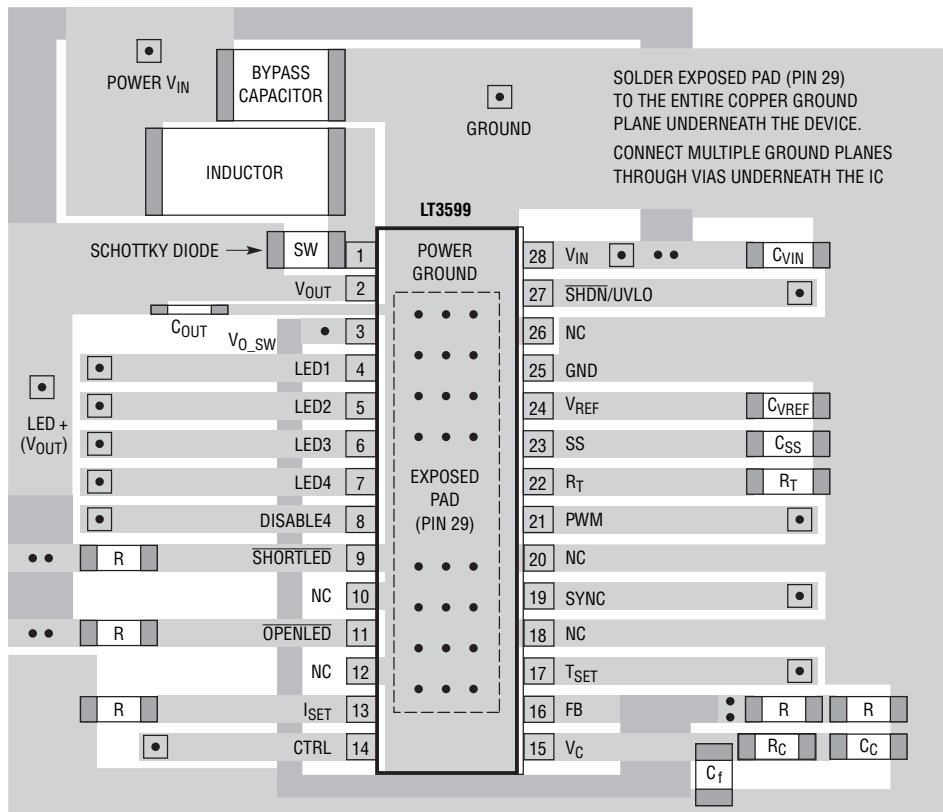 POWER VIN
BYPASS
CAPACITOR
GROUND
SOLDER EXPOSED PAD (PIN 29)
TO THE ENTIRE COPPER GROUND
PLANE UNDERNEATH THE DEVICE.
CONNECT MULTIPLE GROUND PLANES
THROUGH VIAS UNDERNEATH THE IC
INDUCTOR
LT3599
SCHOTTKY DIODE
SW
1
POWER
GROUND
28 VIN
CVIN
VOUT 2
27 SHDN/UVLO
COUT
VO_SW
3
26 NC
LED1 4
25 GND
LED +
(VOUT)
LED2 5
24 VREF
CVREF
LED3 6
23 SS
CSS
LED4 7
EXPOSED
PAD
(PIN 29)
22 RT
RT
DISABLE4 8
21 PWM
R
SHORTLED 9
20 NC
NC 10
19 SYNC
R
OPENLED 11
18 NC
NC 12
17 TSET
R
ISET 13
16 FB
R
R
CTRL 14
15 VC
RC
CC
Cf